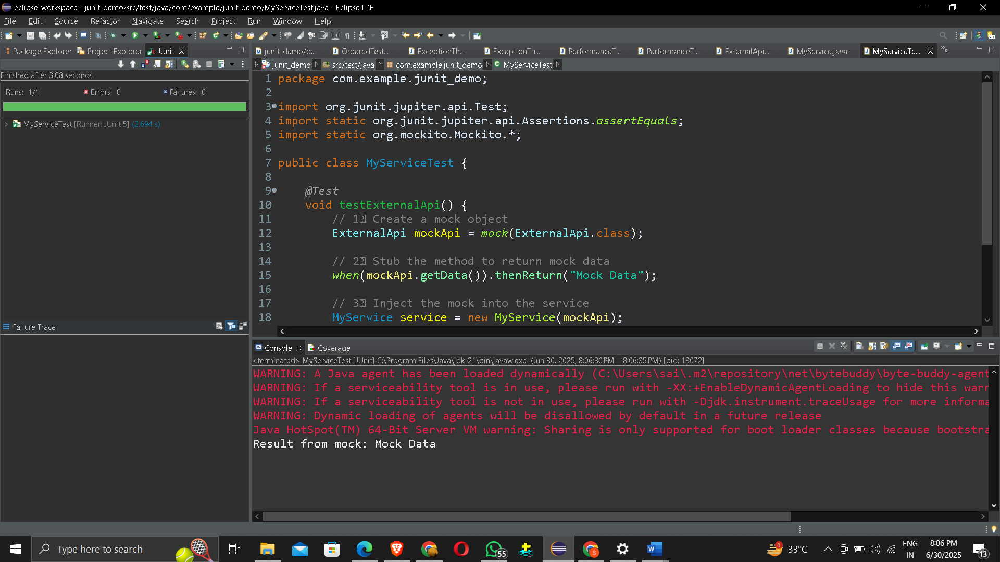 eclipse-workspace - junit_demo/src/test/java/com/example/junit_demo/MyServiceTest.java - Eclipse IDE
File Edit Source Refactor Navigate Search Project Run Window Help
Package Explorer Project Explorer JUnit
junit_demo/p... OrderedTest... ExceptionTh... ExceptionTh... PerformanceT... PerformanceT... ExternalApi... MyService.java MyServiceTe... »5
junit_demo src/test/java com.example.junit_demo MyServiceTest
Finished after 3.08 seconds
Runs: 1/1 Errors: 0 Failures: 0
MyServiceTest [Runner: JUnit 5] (2.694 s)
Failure Trace
1 package com.example.junit_demo;
2
3 import org.junit.jupiter.api.Test;
4 import static org.junit.jupiter.api.Assertions.assertEquals;
5 import static org.mockito.Mockito.*;
6
7 public class MyServiceTest {
8
9 @Test
10 void testExternalApi() {
11 // 1 Create a mock object
12 ExternalApi mockApi = mock(ExternalApi.class);
13
14 // 2 Stub the method to return mock data
15 when(mockApi.getData()).thenReturn("Mock Data");
16
17 // 3 Inject the mock into the service
18 MyService service = new MyService(mockApi);
Console Coverage
<terminated> MyServiceTest [JUnit] C:\Program Files\Java\jdk-21\bin\javaw.exe (Jun 30, 2025, 8:06:30 PM – 8:06:35 PM) [pid: 13072]
WARNING: A Java agent has been loaded dynamically (C:\Users\sai\.m2\repository\net\bytebuddy\byte-buddy-agent
WARNING: If a serviceability tool is in use, please run with -XX:+EnableDynamicAgentLoading to hide this warn
WARNING: If a serviceability tool is not in use, please run with -Djdk.instrument.traceUsage for more informa
WARNING: Dynamic loading of agents will be disallowed by default in a future release
Java HotSpot(TM) 64-Bit Server VM warning: Sharing is only supported for boot loader classes because bootstra
Result from mock: Mock Data
Type here to search
55
1
33°C
ENG
IN
8:06 PM
6/30/2025
13